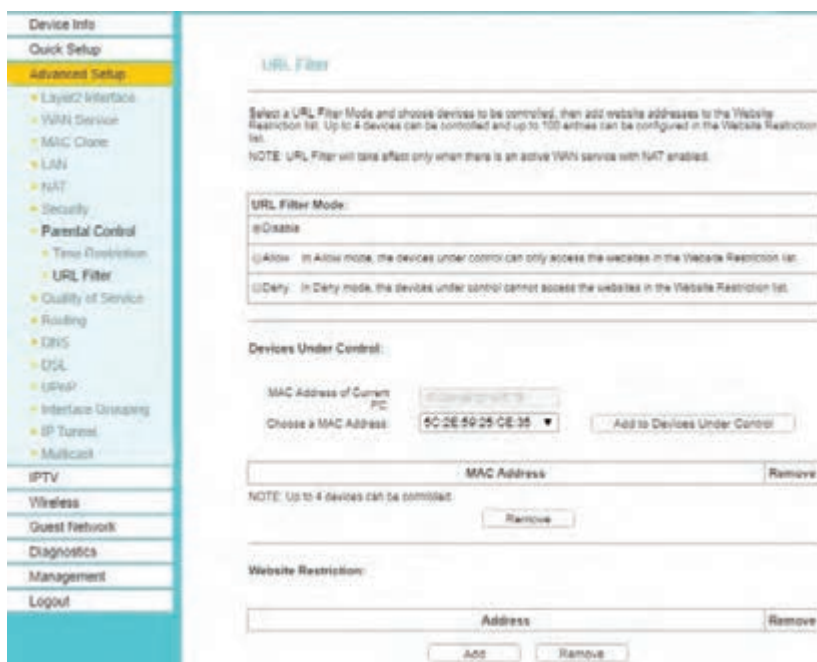 Device Info
Quick Setup
Advanced Setup
Layer2 Interface
WAN Service
MAC Clone
LAN
NAT
Security
Parental Control
Time Restriction
URL Filter
Quality of Service
Routing
DNS
DSL
UPnP
Interface Grouping
IP Tunnel
Multicast
IPTV
Wireless
Guest Network
Diagnostics
Management
Logout
URL Filter
Select a URL Filter Mode and choose devices to be controlled, then add website addresses to the Website
Restriction list. Up to 4 devices can be controlled and up to 100 entries can be configured in the Website Restriction
list.
NOTE: URL Filter will take affect only when there is an active WAN service with NAT enabled.
URL Filter Mode:
Disable
Allow In Allow mode, the devices under control can only access the websites in the Website Restriction list.
Deny In Deny mode, the devices under control cannot access the websites in the Website Restriction list.
Devices Under Control:
MAC Address of Current
PC:
Choose a MAC Address: 5C:2E:59:25:CE:35 Add to Devices Under Control
MAC Address Remove
NOTE: Up to 4 devices can be controlled.
Remove
Website Restriction:
Address Remove
Add Remove